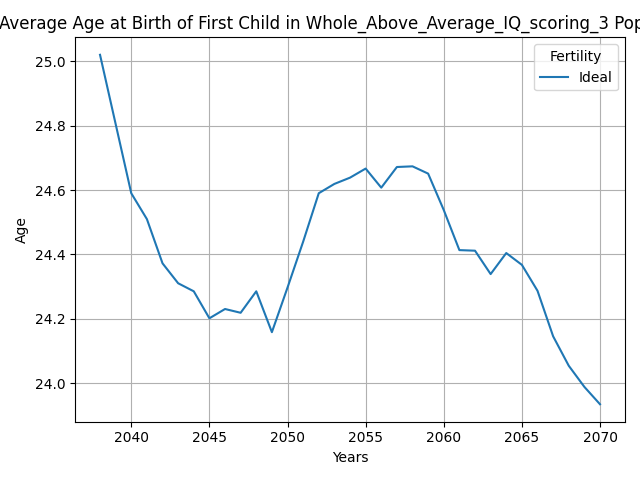 Average Age at Birth of First Child in Whole_Above_Average_IQ_scoring_3 Pop
Fertility
Ideal
25.0
24.8
24.6
24.4
24.2
24.0
Age
2040 2045 2050 2055 2060 2065 2070
Years